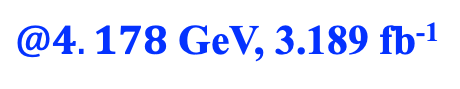 @4. 178 GeV, 3.189 fb⁻¹